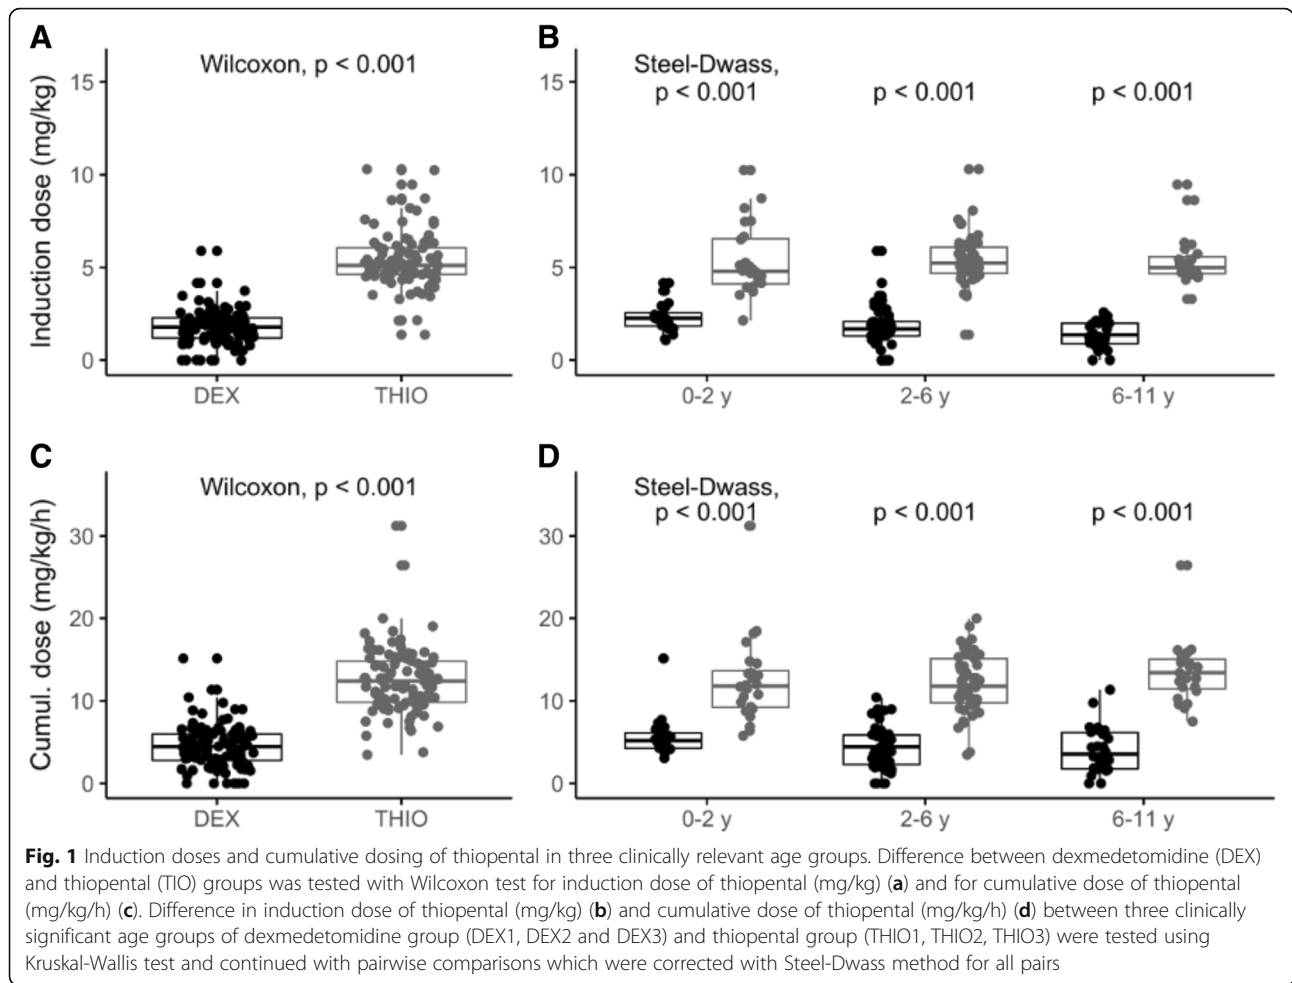 A
Wilcoxon, p < 0.001
Induction dose (mg/kg)
15
10
5
0
DEX THIO
B
Steel-Dwass,
p < 0.001 p < 0.001 p < 0.001
15
10
5
0
0-2 y 2-6 y 6-11 y
C
Wilcoxon, p < 0.001
Cumul. dose (mg/kg/h)
30
20
10
0
DEX THIO
D
Steel-Dwass,
p < 0.001 p < 0.001 p < 0.001
30
20
10
0
0-2 y 2-6 y 6-11 y
Fig. 1 Induction doses and cumulative dosing of thiopental in three clinically relevant age groups. Difference between dexmedetomidine (DEX)
and thiopental (TIO) groups was tested with Wilcoxon test for induction dose of thiopental (mg/kg) (a) and for cumulative dose of thiopental
(mg/kg/h) (c). Difference in induction dose of thiopental (mg/kg) (b) and cumulative dose of thiopental (mg/kg/h) (d) between three clinically
significant age groups of dexmedetomidine group (DEX1, DEX2 and DEX3) and thiopental group (THIO1, THIO2, THIO3) were tested using
Kruskal-Wallis test and continued with pairwise comparisons which were corrected with Steel-Dwass method for all pairs